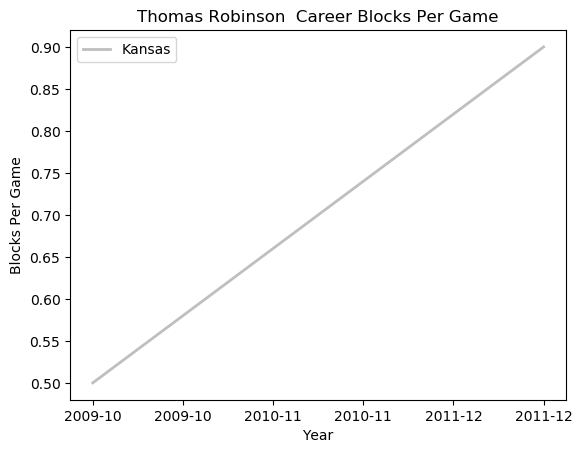 Thomas Robinson  Career Blocks Per Game
Kansas
0.90
0.85
0.80
0.75
0.70
0.65
0.60
0.55
0.50
Blocks Per Game
2009-10 2009-10 2010-11 2010-11 2011-12 2011-12
Year